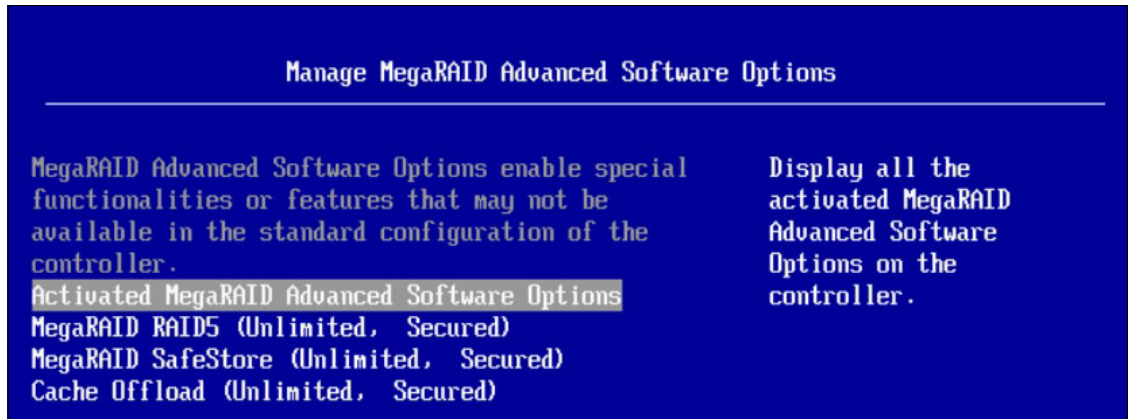 Manage MegaRAID Advanced Software Options
MegaRAID Advanced Software Options enable special
functionalities or features that may not be
available in the standard configuration of the
controller.
Activated MegaRAID Advanced Software Options
MegaRAID RAID5 (Unlimited, Secured)
MegaRAID SafeStore (Unlimited, Secured)
Cache Offload (Unlimited, Secured)
Display all the
activated MegaRAID
Advanced Software
Options on the
controller.